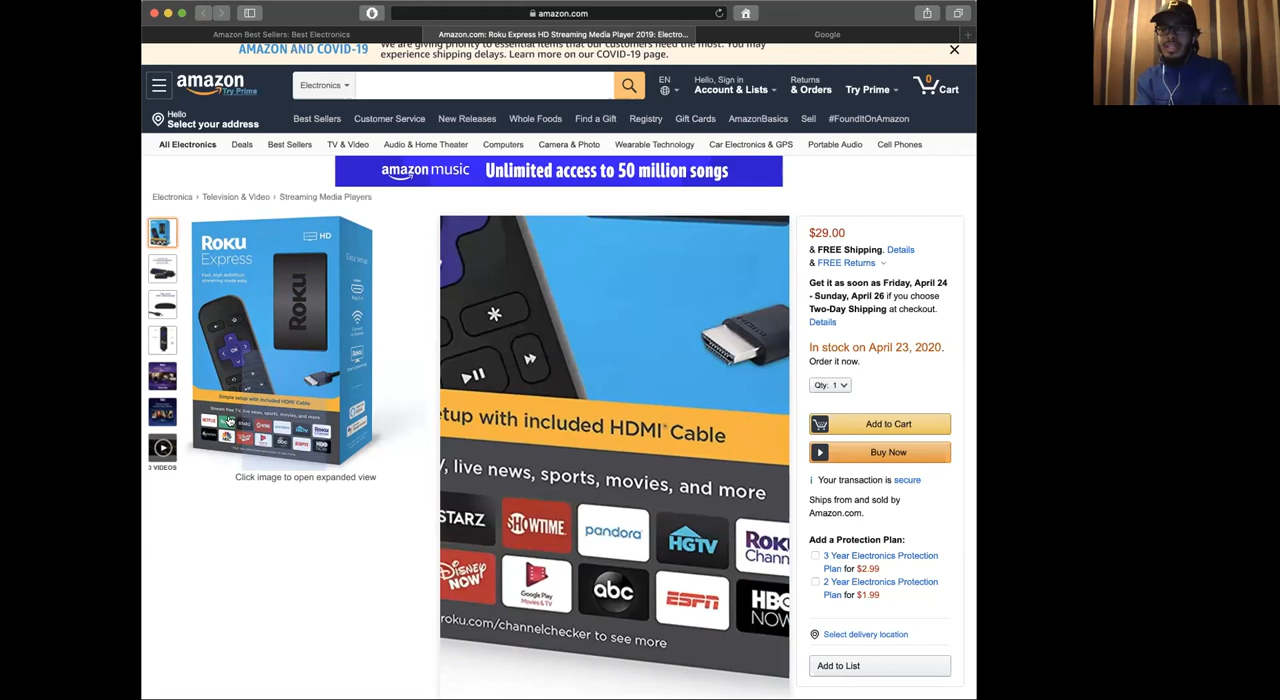 amazon.com
Amazon Best Sellers: Best Electronics
Amazon.com: Roku Express HD Streaming Media Player 2019: Electro...
Google
AMAZON AND COVID-19
We are giving priority to essential items that our customers need the most. You may
experience shipping delays. Learn more on our COVID-19 page.
amazon
Try Prime
Electronics
EN
Hello, Sign in
Account & Lists
Returns
& Orders
Try Prime
0
Cart
Hello
Select your address
Best Sellers
Customer Service
New Releases
Whole Foods
Find a Gift
Registry
Gift Cards
AmazonBasics
Sell
#FoundItOnAmazon
All Electronics
Deals
Best Sellers
TV & Video
Audio & Home Theater
Computers
Camera & Photo
Wearable Technology
Car Electronics & GPS
Portable Audio
Cell Phones
amazon music
Unlimited access to 50 million songs
Electronics › Television & Video › Streaming Media Players
Roku
Express
HD
Fast, high definition
streaming made easy
Easy setup
Roku
OK
Simple setup with included HDMI Cable
Stream free TV, live news, sports, movies, and more
NETFLIX
STARZ
SHOWTIME
abc
ESPN
HBO
NOW
3 VIDEOS
Click image to open expanded view
etup with included HDMI® Cable
/, live news, sports, movies, and more
STARZ
SHOWTIME
pandora
HGTV
ROKU
Chann
DISNEY
NOW
Google Play
Movies & TV
abc
ESPN
HBO
NOW
roku.com/channelchecker to see more
$29.00
& FREE Shipping. Details
& FREE Returns
Get it as soon as Friday, April 24
- Sunday, April 26 if you choose
Two-Day Shipping at checkout.
Details
In stock on April 23, 2020.
Order it now.
Qty: 1
Add to Cart
Buy Now
Your transaction is secure
Ships from and sold by
Amazon.com.
Add a Protection Plan:
3 Year Electronics Protection
Plan for $2.99
2 Year Electronics Protection
Plan for $1.99
Select delivery location
Add to List
P